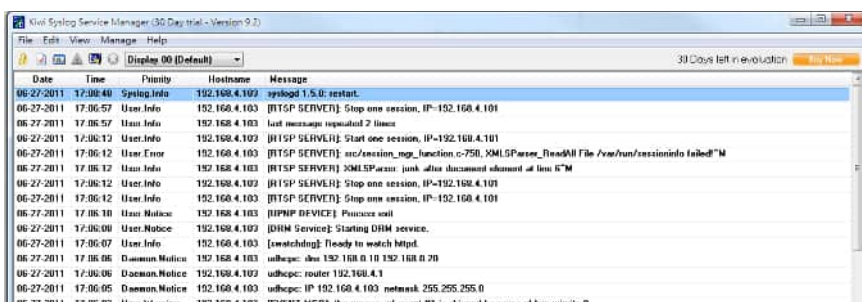 Kiwi Syslog Service Manager (30 Day trial - Version 9.2)
File Edit View Manage Help
Display 00 (Default)
30 Days left in evaluation Buy Now
Date Time Priority Hostname Message
06-27-2011 Syslog.Info 192.168.4.103 syslogd 1.5.0: restart.
06-27-2011 17:06:57 User.Info 192.168.4.103 [RTSP SERVER]: Stop one session, IP=192.168.4.101
06-27-2011 17:06:57 User.Info 192.168.4.103 last message repeated 2 times
06-27-2011 17:06:13 User.Info 192.168.4.103 [RTSP SERVER]: Start one session, IP=192.168.4.101
06-27-2011 17:06:12 User.Error 192.168.4.103 [RTSP SERVER]: src/session_mgr_function.c-750, XMLSParser_ReadAll File /var/run/sessioninfo failed!^M
06-27-2011 17:06:12 User.Info 192.168.4.103 [RTSP SERVER] XMLSParser: junk after document element at line 6^M
06-27-2011 17:06:12 User.Info 192.168.4.103 [RTSP SERVER]: Stop one session, IP=192.168.4.101
06-27-2011 17:06:12 User.Info 192.168.4.103 [RTSP SERVER]: Stop one session, IP=192.168.4.101
06-27-2011 17:06:10 User.Notice 192.168.4.103 [UPNP DEVICE]: Process exit
06-27-2011 17:06:08 User.Notice 192.168.4.103 [DRM Service]: Starting DRM service.
06-27-2011 17:06:07 User.Info 192.168.4.103 [swatchdog]: Ready to watch httpd.
06-27-2011 17:06:06 Daemon.Notice 192.168.4.103 udhcpc: dns 192.168.0.10 192.168.0.20
06-27-2011 17:06:06 Daemon.Notice 192.168.4.103 udhcpc: router 192.168.4.1
06-27-2011 17:06:05 Daemon.Notice 192.168.4.103 udhcpc: IP 192.168.4.103 netmask 255.255.255.0